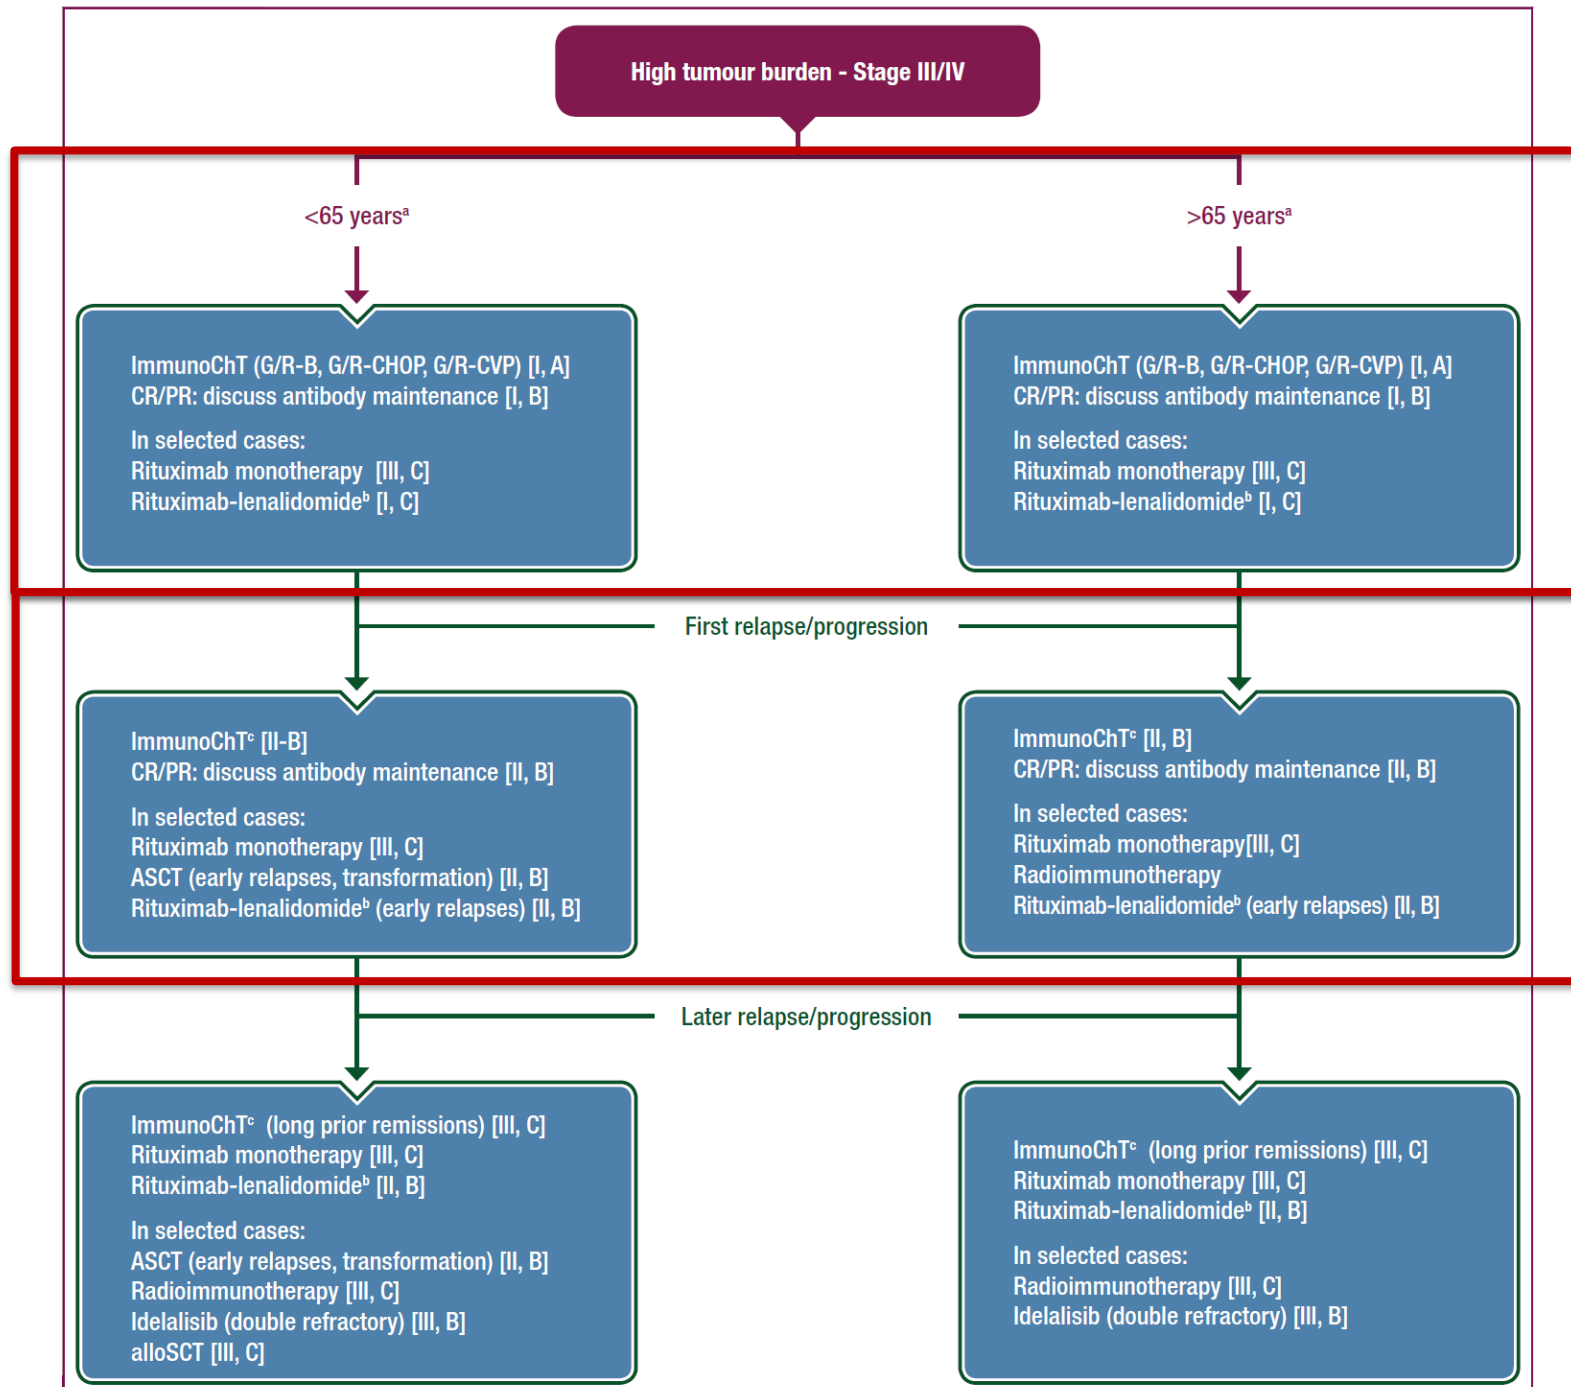 High tumour burden - Stage III/IV
<65 yearsᵃ
>65 yearsᵃ
ImmunoChT (G/R-B, G/R-CHOP, G/R-CVP) [I, A]
CR/PR: discuss antibody maintenance [I, B]
In selected cases:
Rituximab monotherapy [III, C]
Rituximab-lenalidomideᵇ [I, C]
ImmunoChT (G/R-B, G/R-CHOP, G/R-CVP) [I, A]
CR/PR: discuss antibody maintenance [I, B]
In selected cases:
Rituximab monotherapy [III, C]
Rituximab-lenalidomideᵇ [I, C]
First relapse/progression
ImmunoChTᶜ [II-B]
CR/PR: discuss antibody maintenance [II, B]
In selected cases:
Rituximab monotherapy [III, C]
ASCT (early relapses, transformation) [II, B]
Rituximab-lenalidomideᵇ (early relapses) [II, B]
ImmunoChTᶜ [II, B]
CR/PR: discuss antibody maintenance [II, B]
In selected cases:
Rituximab monotherapy[III, C]
Radioimmunotherapy
Rituximab-lenalidomideᵇ (early relapses) [II, B]
Later relapse/progression
ImmunoChTᶜ (long prior remissions) [III, C]
Rituximab monotherapy [III, C]
Rituximab-lenalidomideᵇ [II, B]
In selected cases:
ASCT (early relapses, transformation) [II, B]
Radioimmunotherapy [III, C]
Idelalisib (double refractory) [III, B]
alloSCT [III, C]
ImmunoChTᶜ (long prior remissions) [III, C]
Rituximab monotherapy [III, C]
Rituximab-lenalidomideᵇ [II, B]
In selected cases:
Radioimmunotherapy [III, C]
Idelalisib (double refractory) [III, B]